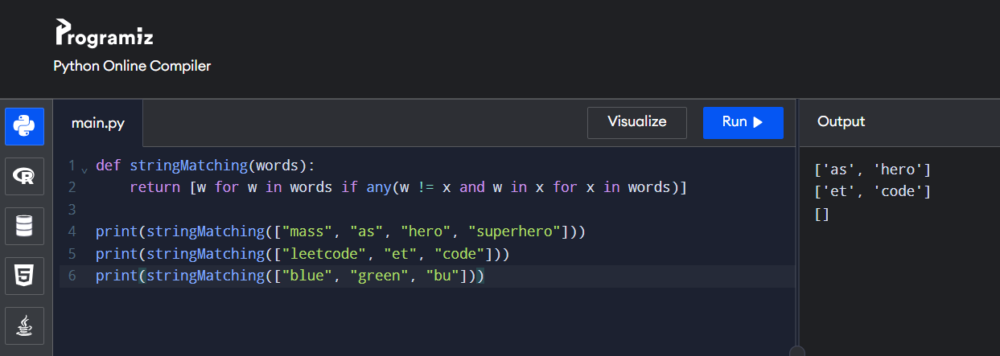 Programiz
Python Online Compiler
main.py
Visualize
Run
Output
1 def stringMatching(words):
2     return [w for w in words if any(w != x and w in x for x in words)]
3
4 print(stringMatching(["mass", "as", "hero", "superhero"]))
5 print(stringMatching(["leetcode", "et", "code"]))
6 print(stringMatching(["blue", "green", "bu"]))
['as', 'hero']
['et', 'code']
[]
R
5